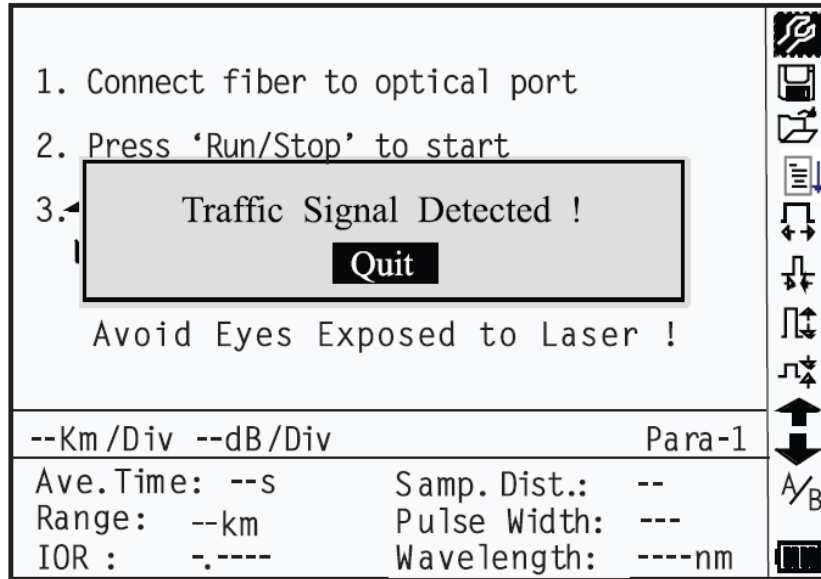 1. Connect fiber to optical port
2. Press ‘Run/Stop’ to start
3.
Traffic Signal Detected !
Quit
Avoid Eyes Exposed to Laser !
--Km/Div --dB/Div Para-1
Ave.Time: --s Samp.Dist.: --
Range: --km Pulse Width: ---
IOR : -.---- Wavelength: ----nm
A/B